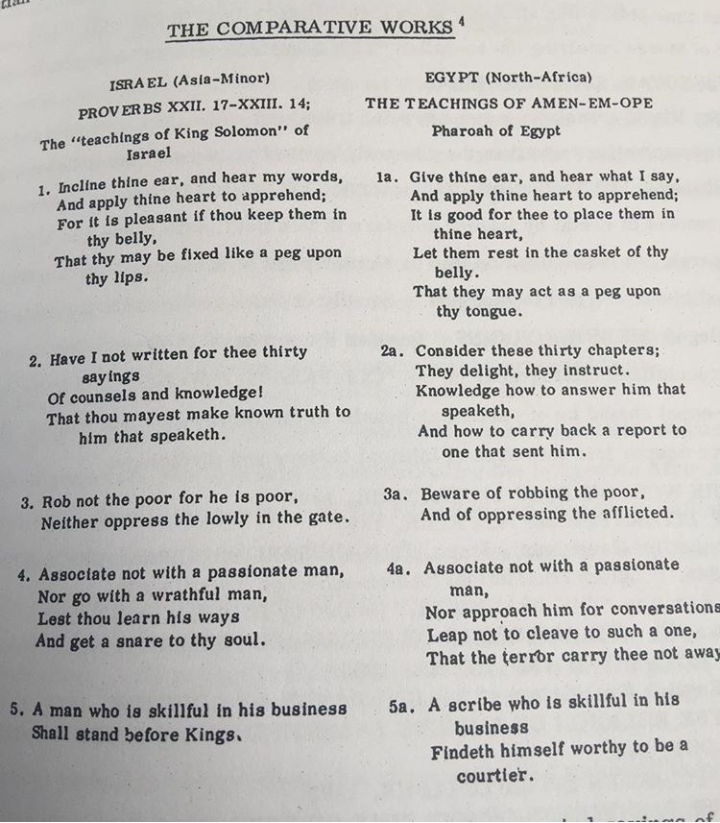 THE COMPARATIVE WORKS 4
ISRAEL (Asia-Minor)
PROVERBS XXII. 17-XXIII. 14;
The "teachings of King Solomon" of
Israel
1. Incline thine ear, and hear my words,
And apply thine heart to apprehend;
For it is pleasant if thou keep them in
thy belly,
That thy may be fixed like a peg upon
thy lips.
2. Have I not written for thee thirty
sayings
Of counsels and knowledge!
That thou mayest make known truth to
him that speaketh.
3. Rob not the poor for he is poor,
Neither oppress the lowly in the gate.
4. Associate not with a passionate man,
Nor go with a wrathful man,
Lest thou learn his ways
And get a snare to thy soul.
5. A man who is skillful in his business
Shall stand before Kings.
EGYPT (North-Africa)
THE TEACHINGS OF AMEN-EM-OPE
Pharoah of Egypt
1a. Give thine ear, and hear what I say,
And apply thine heart to apprehend;
It is good for thee to place them in
thine heart,
Let them rest in the casket of thy
belly.
That they may act as a peg upon
thy tongue.
2a. Consider these thirty chapters;
They delight, they instruct.
Knowledge how to answer him that
speaketh,
And how to carry back a report to
one that sent him.
3a. Beware of robbing the poor,
And of oppressing the afflicted.
4a. Associate not with a passionate
man,
Nor approach him for conversations
Leap not to cleave to such a one,
That the terror carry thee not away
5a. A scribe who is skillful in his
business
Findeth himself worthy to be a
courtier.